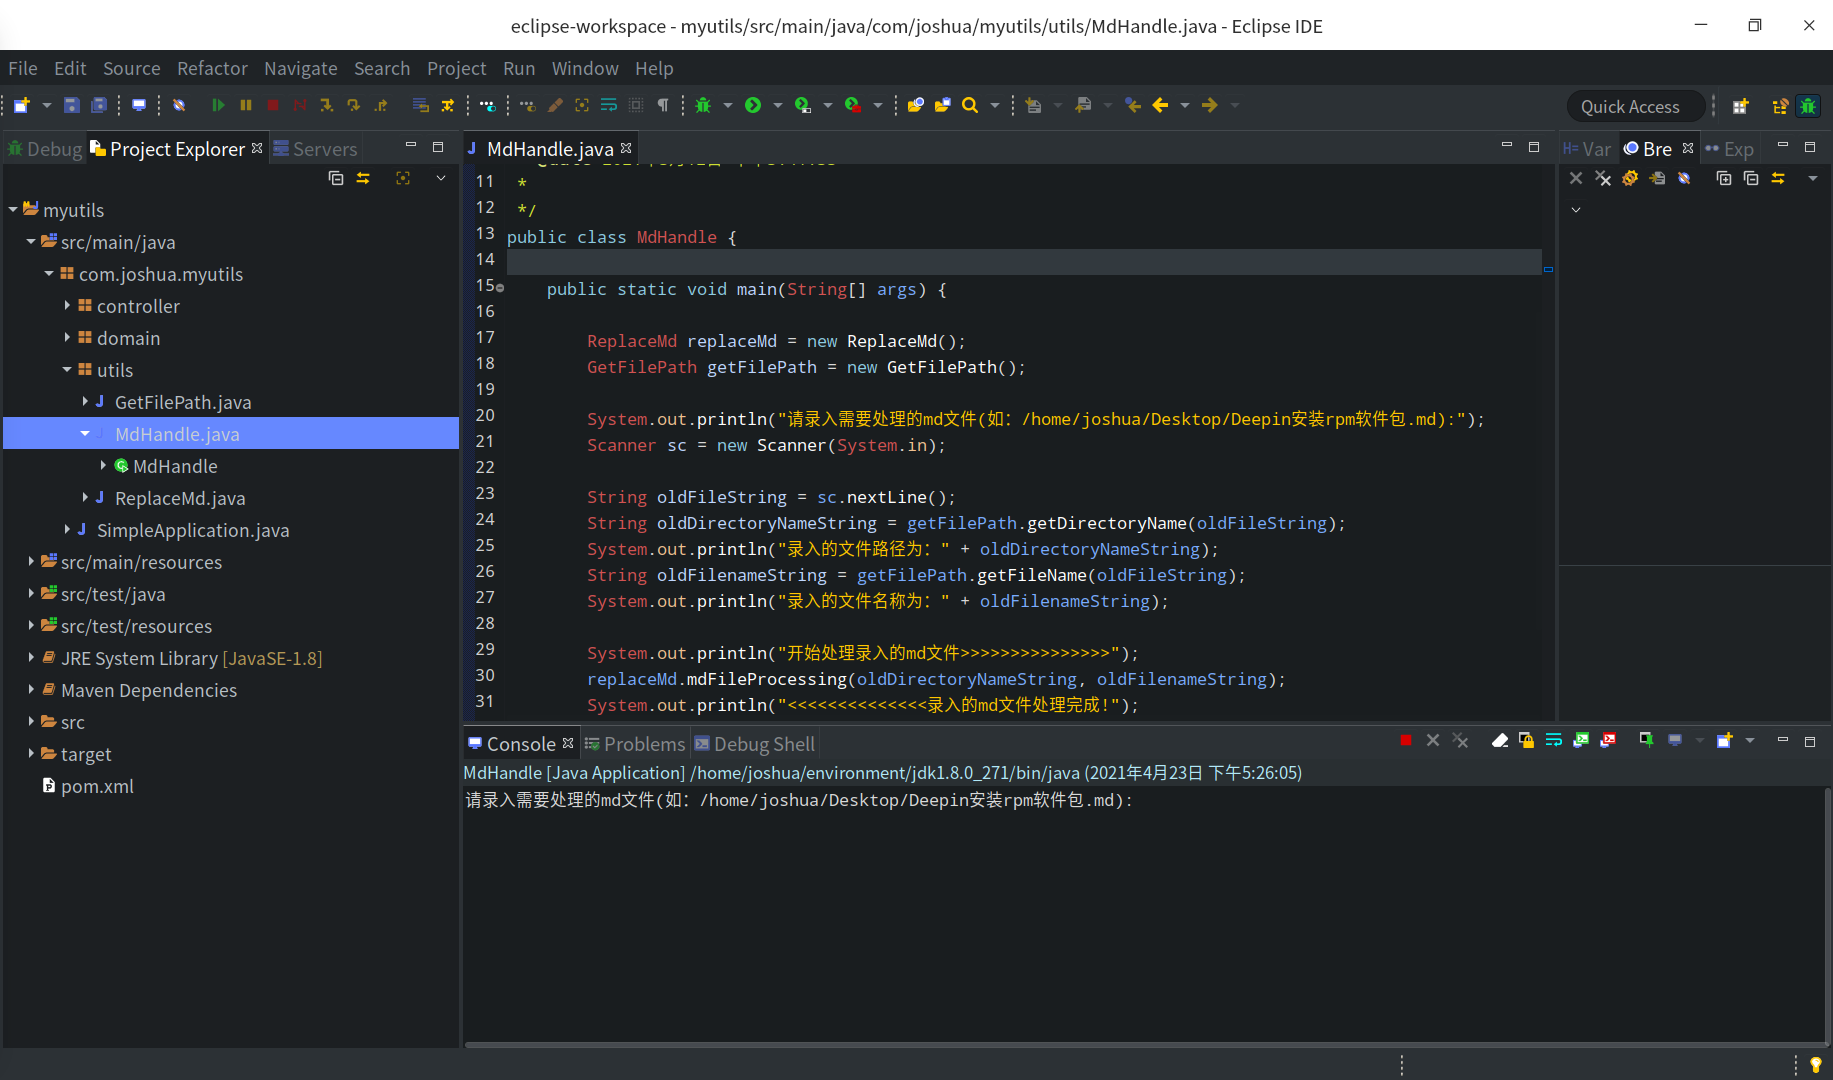 eclipse-workspace - myutils/src/main/java/com/joshua/myutils/utils/MdHandle.java - Eclipse IDE
File Edit Source Refactor Navigate Search Project Run Window Help
Quick Access
Debug Project Explorer Servers
myutils
src/main/java
com.joshua.myutils
controller
domain
utils
GetFilePath.java
MdHandle.java
MdHandle
ReplaceMd.java
SimpleApplication.java
src/main/resources
src/test/java
src/test/resources
JRE System Library [JavaSE-1.8]
Maven Dependencies
src
target
pom.xml
MdHandle.java
11 *
12 */
13 public class MdHandle {
14
15 public static void main(String[] args) {
16
17 ReplaceMd replaceMd = new ReplaceMd();
18 GetFilePath getFilePath = new GetFilePath();
19
20 System.out.println("请录入需要处理的md文件(如：/home/joshua/Desktop/Deepin安装rpm软件包.md):");
21 Scanner sc = new Scanner(System.in);
22
23 String oldFileString = sc.nextLine();
24 String oldDirectoryNameString = getFilePath.getDirectoryName(oldFileString);
25 System.out.println("录入的文件路径为：" + oldDirectoryNameString);
26 String oldFilenameString = getFilePath.getFileName(oldFileString);
27 System.out.println("录入的文件名称为：" + oldFilenameString);
28
29 System.out.println("开始处理录入的md文件>>>>>>>>>>>>>>>");
30 replaceMd.mdFileProcessing(oldDirectoryNameString, oldFilenameString);
31 System.out.println("<<<<<<<<<<<<<<录入的md文件处理完成!");
Var Bre Exp
Console Problems Debug Shell
MdHandle [Java Application] /home/joshua/environment/jdk1.8.0_271/bin/java (2021年4月23日 下午5:26:05)
请录入需要处理的md文件(如：/home/joshua/Desktop/Deepin安装rpm软件包.md):